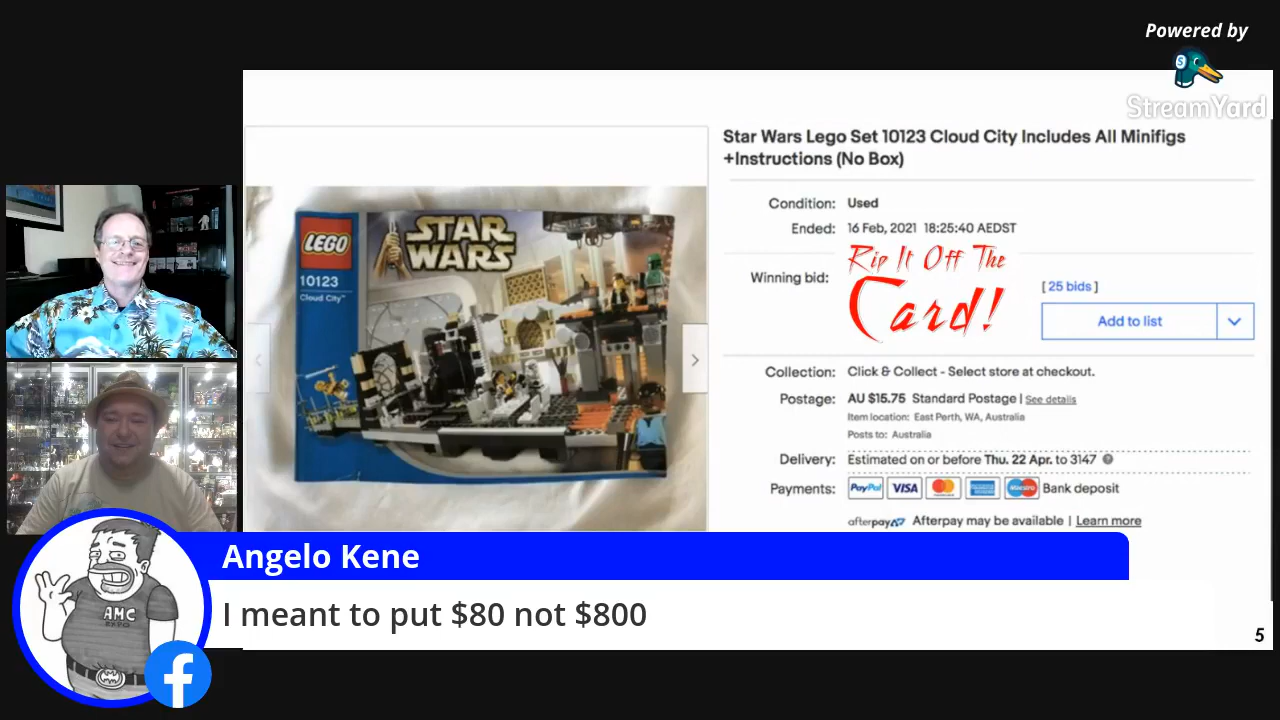 Powered by
StreamYard
Star Wars Lego Set 10123 Cloud City Includes All Minifigs
+Instructions (No Box)
Condition: Used
Ended: 16 Feb, 2021 18:25:40 AEDST
Winning bid: Rip It Off The
Card!
[ 25 bids ]
Add to list
Collection: Click & Collect - Select store at checkout.
Postage: AU $15.75 Standard Postage | See details
Item location: East Perth, WA, Australia
Posts to: Australia
Delivery: Estimated on or before Thu. 22 Apr. to 3147
Payments: PayPal VISA Maestro Bank deposit
afterpay Afterpay may be available | Learn more
LEGO
STAR
WARS
10123
Cloud City™
AMC
EXPO
Angelo Kene
I meant to put $80 not $800
5